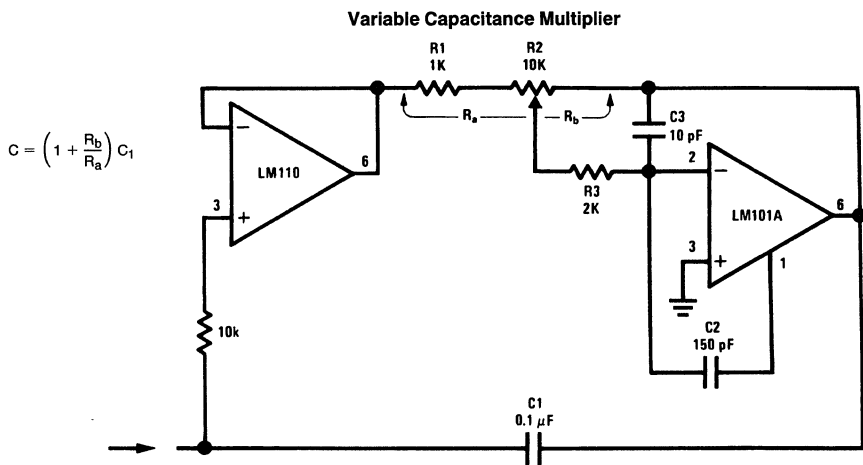 Variable Capacitance Multiplier
R1
1K
R2
10K
Ra
Rb
C3
10 pF
C = (1 + Rb/Ra) C1
−
LM110
6
3
+
2
−
R3
2K
LM101A
6
3
+
1
10k
C2
150 pF
C1
0.1 μF